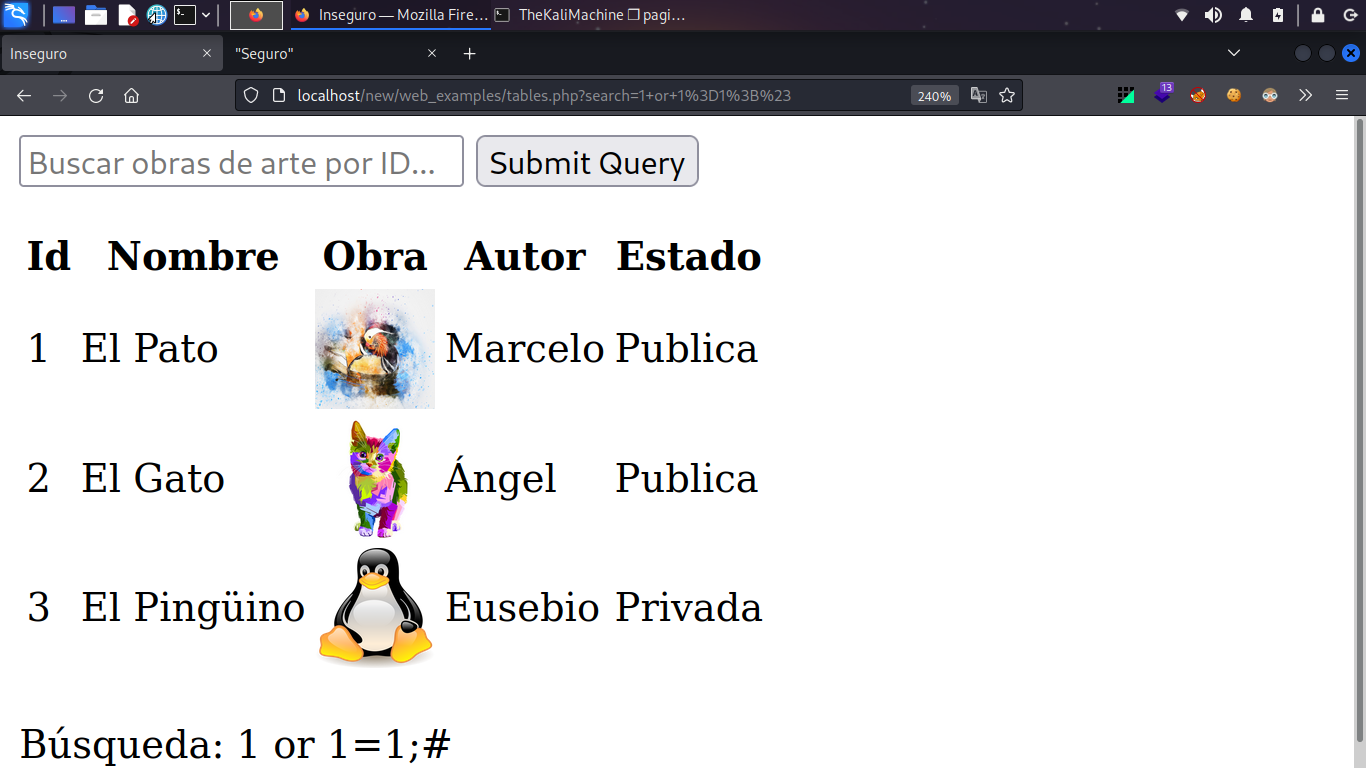 Inseguro — Mozilla Fire…
TheKaliMachine ❐ pagi…
Inseguro
"Seguro"
localhost/new/web_examples/tables.php?search=1+or+1%3D1%3B%23
240%
13
Buscar obras de arte por ID...
Submit Query
Id Nombre Obra Autor Estado
1 El Pato Marcelo Publica
2 El Gato Ángel Publica
3 El Pingüino Eusebio Privada
Búsqueda: 1 or 1=1;#